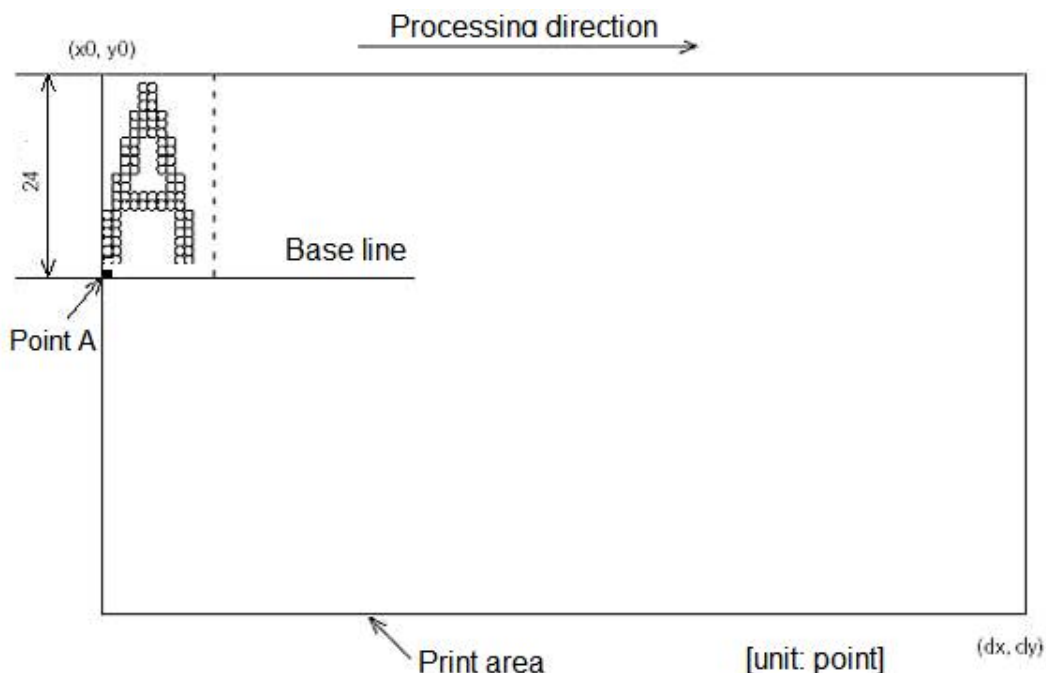 Processing direction
(x0, y0)
24
Base line
Point A
Print area
[unit: point]
(dx, dy)